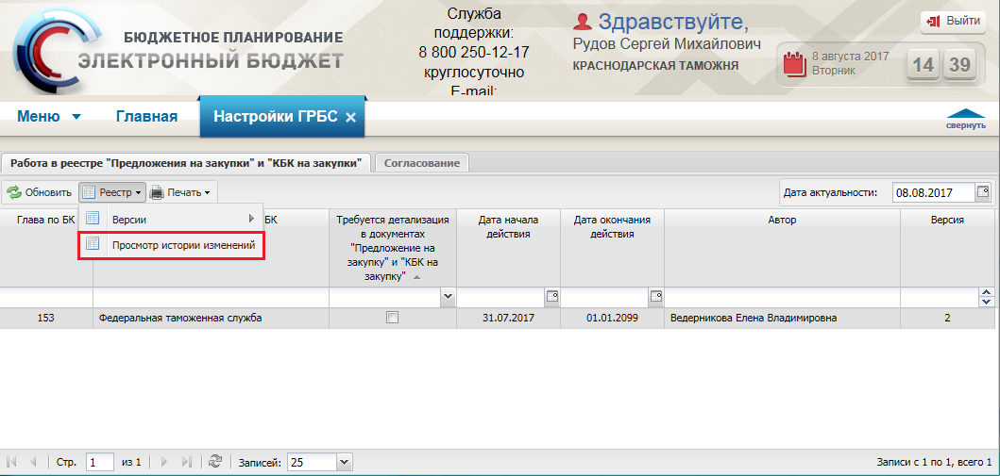 БЮДЖЕТНОЕ ПЛАНИРОВАНИЕ
ЭЛЕКТРОННЫЙ БЮДЖЕТ
Служба
поддержки:
8 800 250-12-17
круглосуточно
E-mail:
Здравствуйте,
Рудов Сергей Михайлович
КРАСНОДАРСКАЯ ТАМОЖНЯ
Выйти
8 августа 2017
Вторник
14 39
Меню Главная Настройки ГРБС
свернуть
Работа в реестре "Предложения на закупки" и "КБК на закупки" Согласование
Обновить Реестр Печать Дата актуальности: 08.08.2017
Версии
Просмотр истории изменений
Глава по БК БК
Требуется детализация
в документах
"Предложение на
закупку" и "КБК на
закупку"
Дата начала
действия
Дата окончания
действия
Автор Версия
153 Федеральная таможенная служба 31.07.2017 01.01.2099 Ведерникова Елена Владимировна 2
Стр. 1 из 1 Записей: 25 Записи с 1 по 1, всего 1